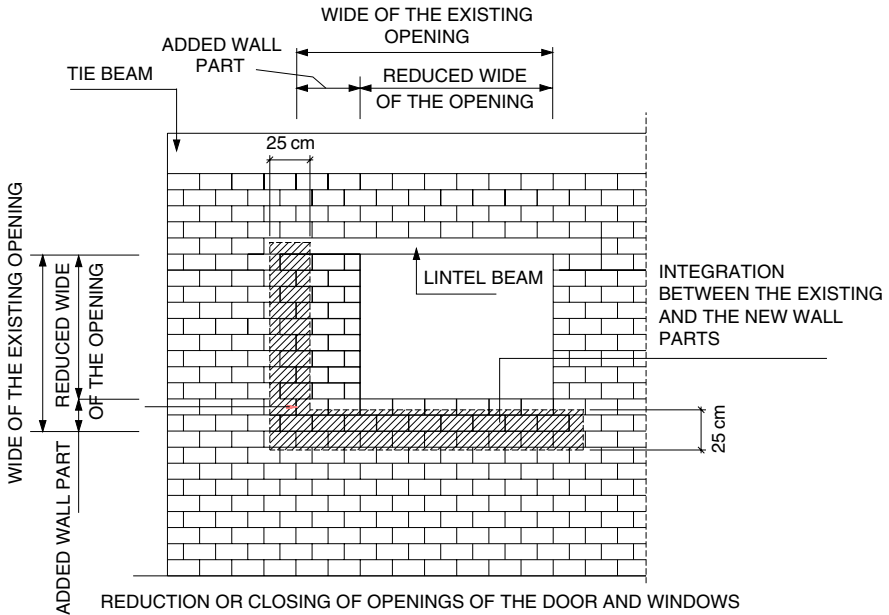 WIDE OF THE EXISTING
OPENING
ADDED WALL
PART
TIE BEAM
REDUCED WIDE
OF THE OPENING
25 cm
WIDE OF THE EXISTING OPENING
REDUCED WIDE
OF THE OPENING
LINTEL BEAM
INTEGRATION
BETWEEN THE EXISTING
AND THE NEW WALL
PARTS
25 cm
ADDED WALL PART
REDUCTION OR CLOSING OF OPENINGS OF THE DOOR AND WINDOWS